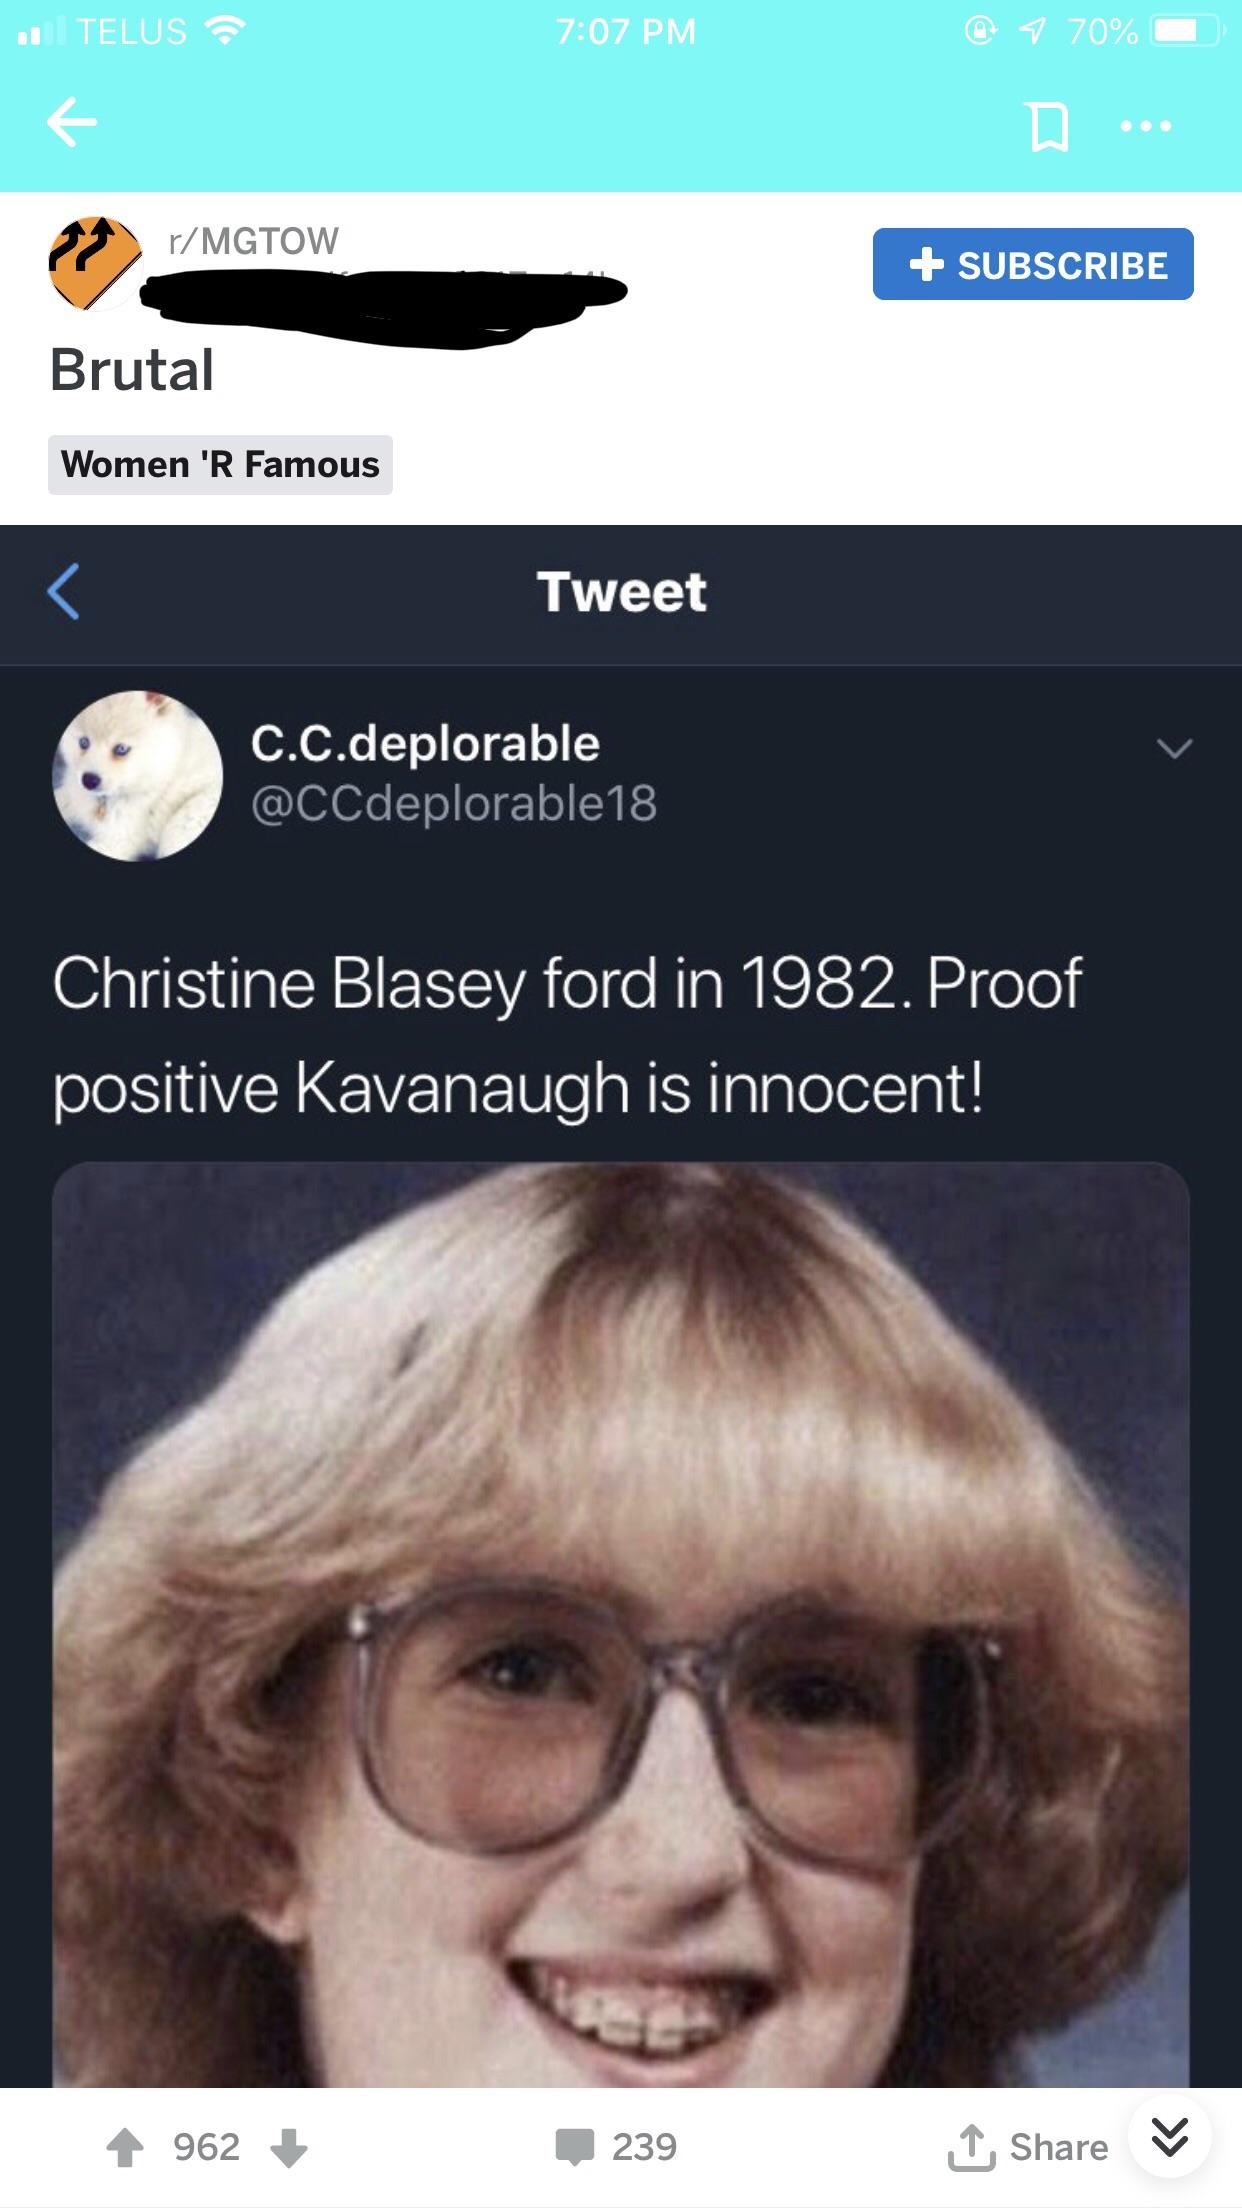 TELUS 7:07 PM 70%
r/MGTOW
+ SUBSCRIBE
Brutal
Women 'R Famous
Tweet
C.C.deplorable
@CCdeplorable18
Christine Blasey ford in 1982. Proof
positive Kavanaugh is innocent!
962 239 Share